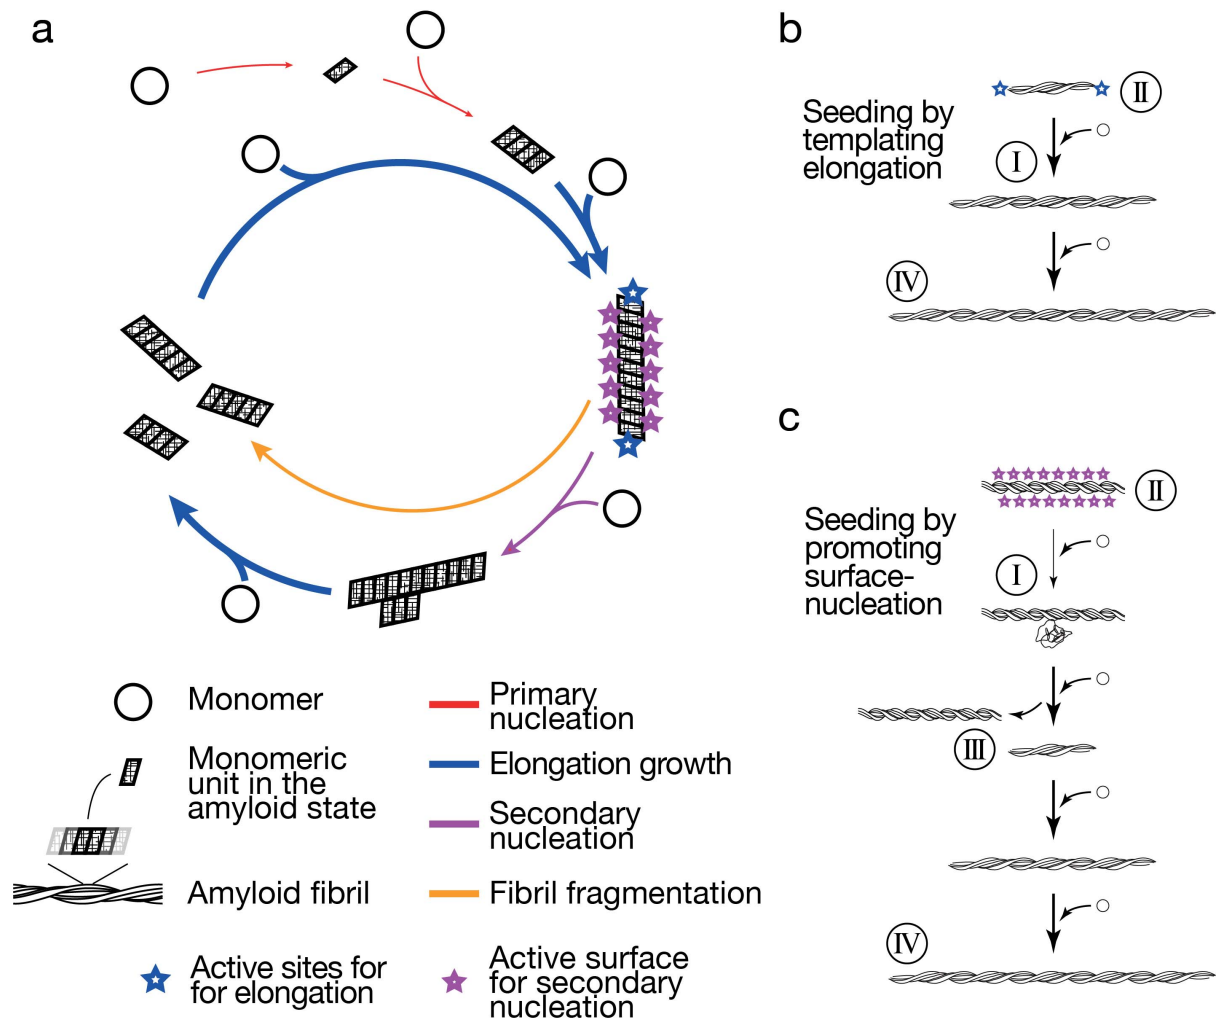 a
b
Seeding by
templating
elongation
II
I
IV
c
Seeding by
promoting
surface-
nucleation
II
I
III
IV
Monomer
Monomeric
unit in the
amyloid state
Amyloid fibril
Active sites for
for elongation
Primary
nucleation
Elongation growth
Secondary
nucleation
Fibril fragmentation
Active surface
for secondary
nucleation